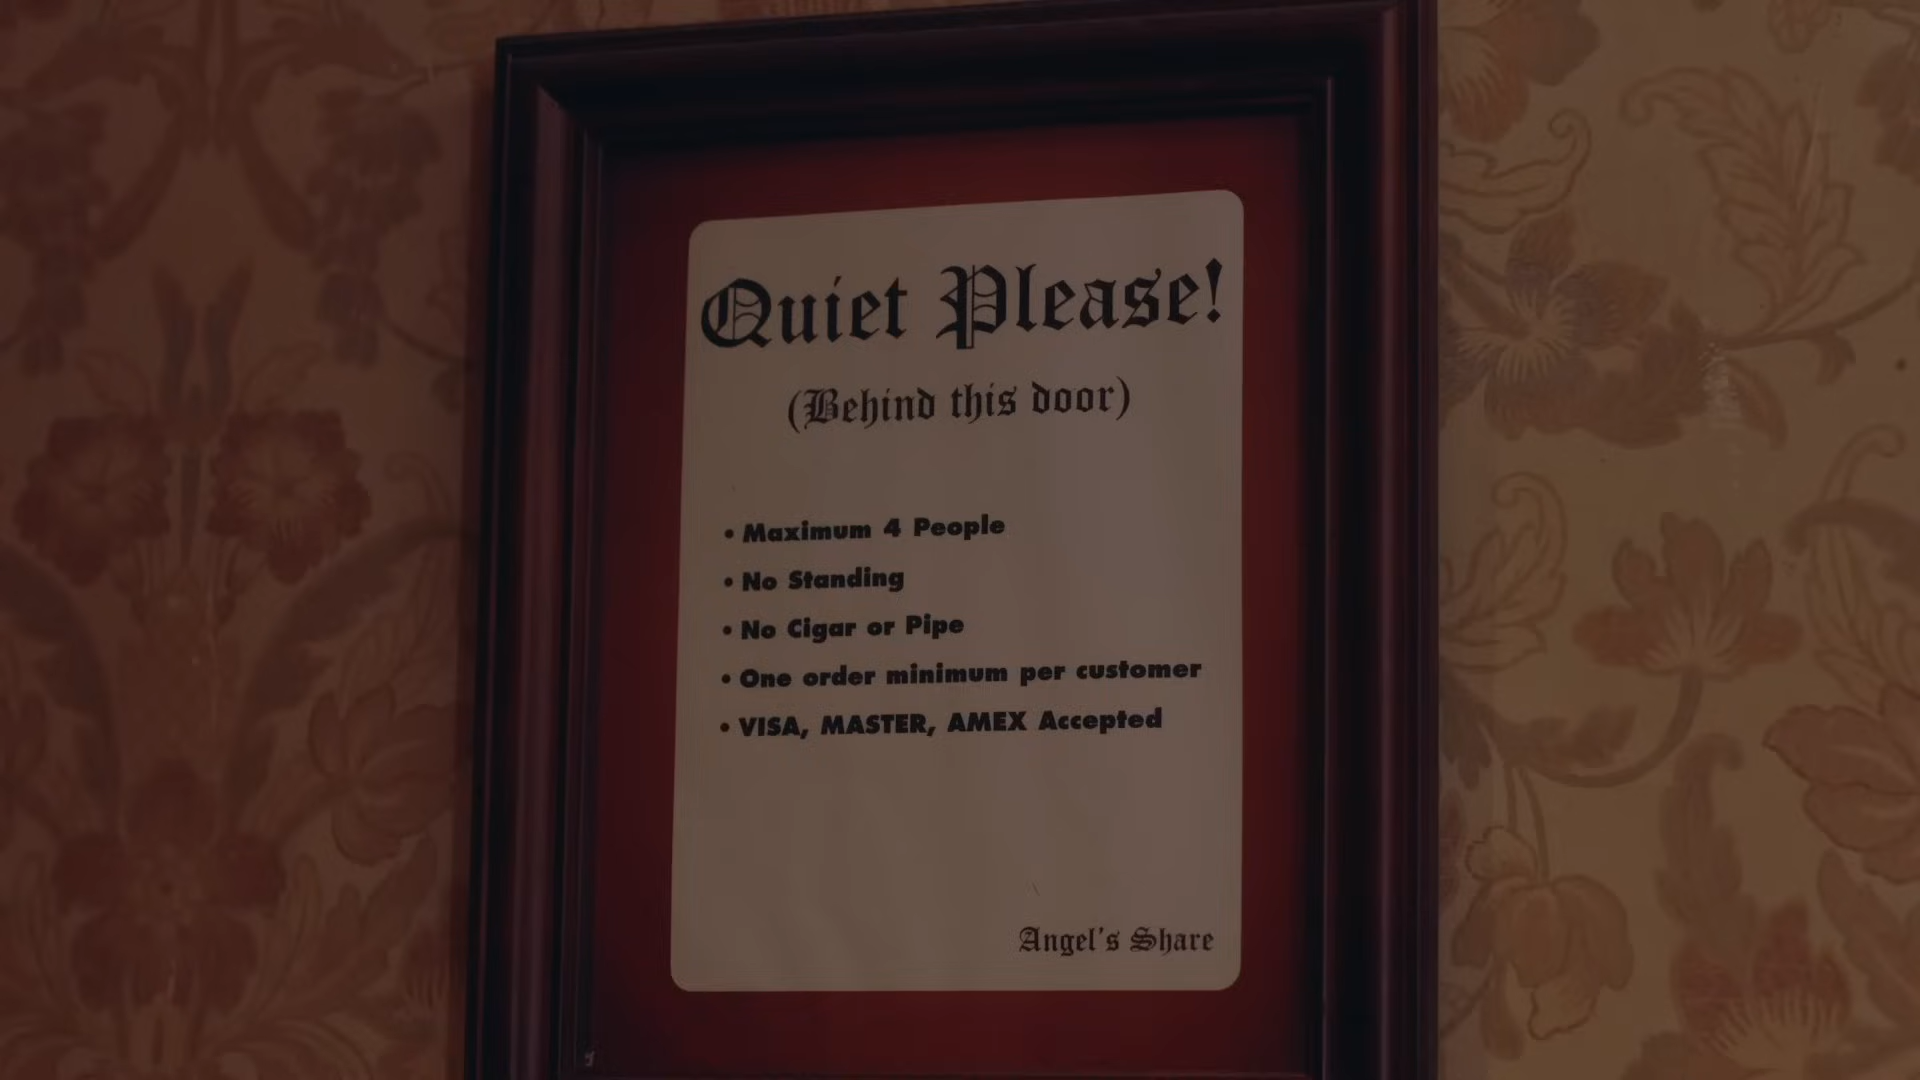 Quiet Please!
(Behind this door)
• Maximum 4 People
• No Standing
• No Cigar or Pipe
• One order minimum per customer
• VISA, MASTER, AMEX Accepted
Angel's Share